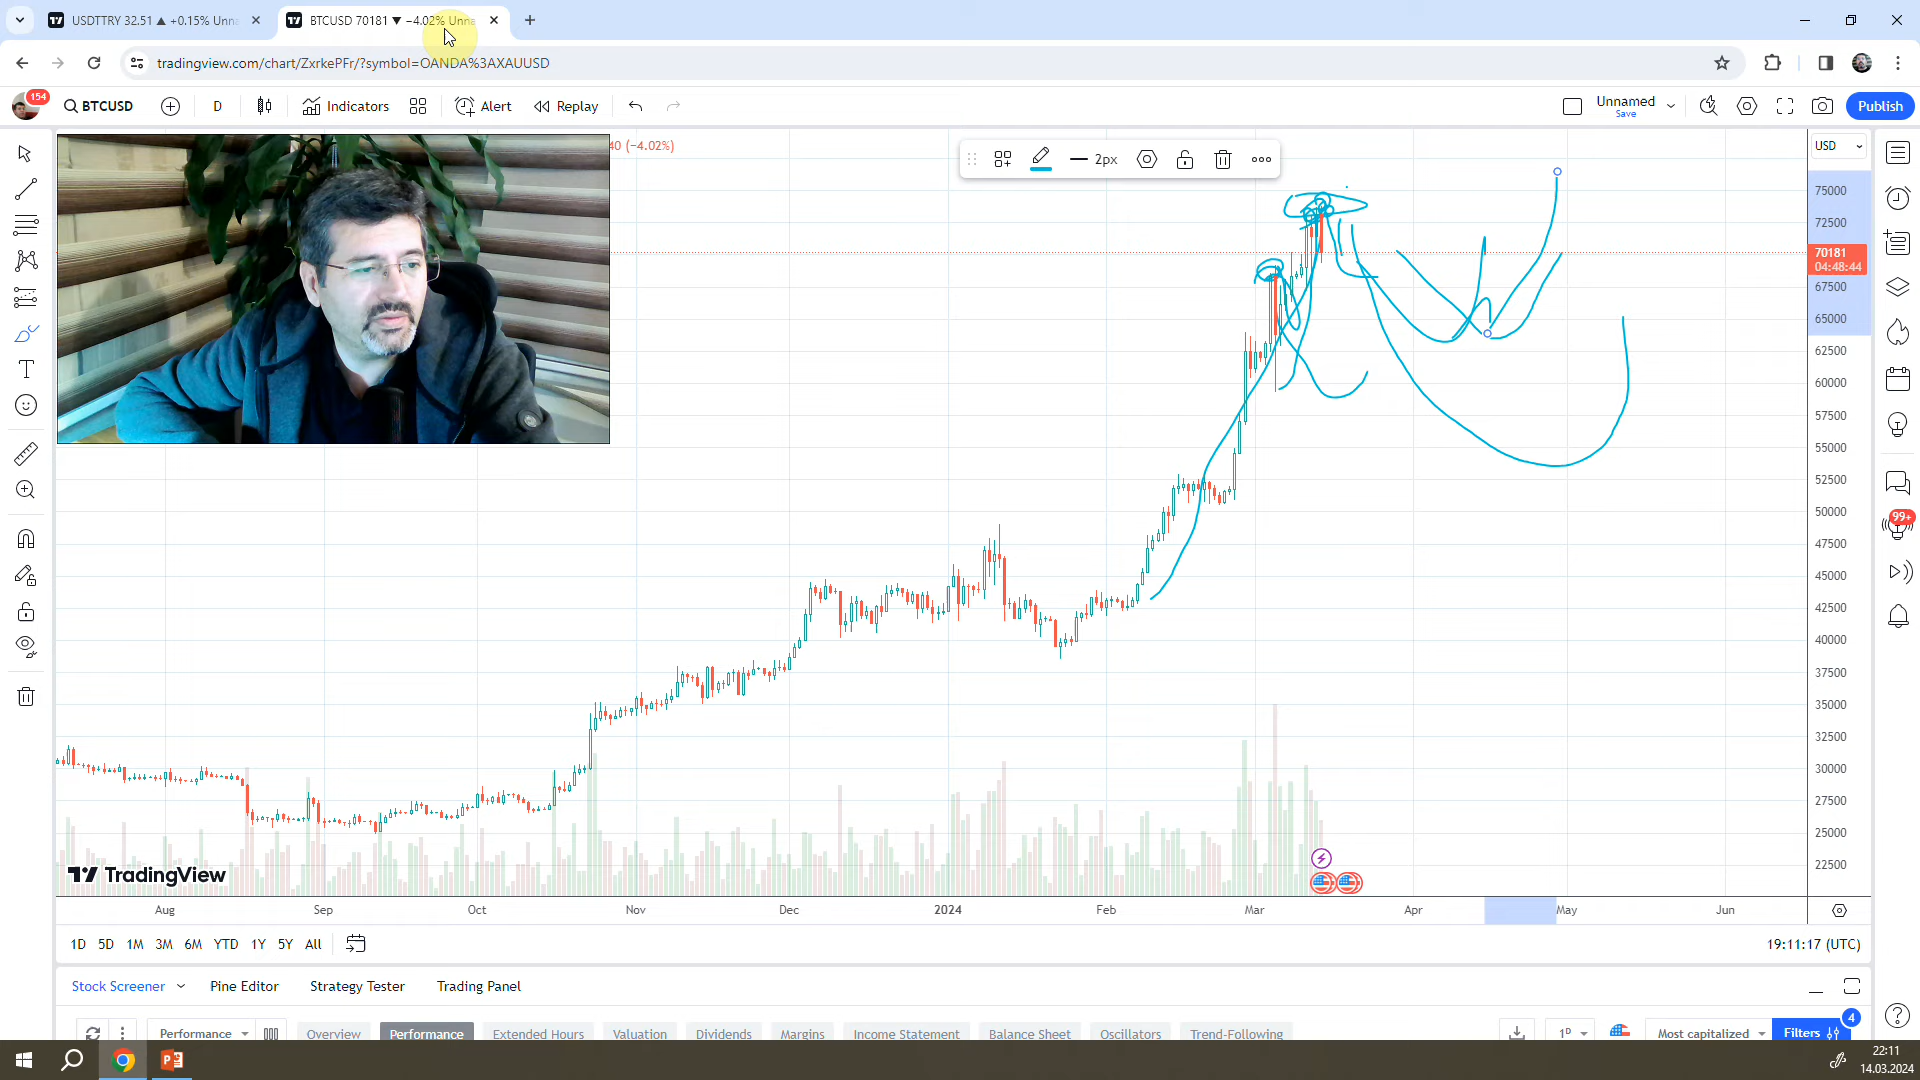 USDTTRY 32.51 ▲ +0.15% Unna
BTCUSD 70181 ▼ −4.02% Unna
tradingview.com/chart/ZxrkePFr/?symbol=OANDA%3AXAUUSD
154
BTCUSD
D
Indicators
Alert
Replay
Unnamed
Save
Publish
40 (−4.02%)
2px
USD
75000
72500
70181
04:48:44
67500
65000
62500
60000
57500
55000
52500
50000
47500
45000
42500
40000
37500
35000
32500
30000
27500
25000
22500
99+
TradingView
Aug
Sep
Oct
Nov
Dec
2024
Feb
Mar
Apr
May
Jun
1D 5D 1M 3M 6M YTD 1Y 5Y All
19:11:17 (UTC)
Stock Screener
Pine Editor
Strategy Tester
Trading Panel
Performance
Overview
Performance
Extended Hours
Valuation
Dividends
Margins
Income Statement
Balance Sheet
Oscillators
Trend-Following
1D
Most capitalized
Filters
4
22:11
14.03.2024